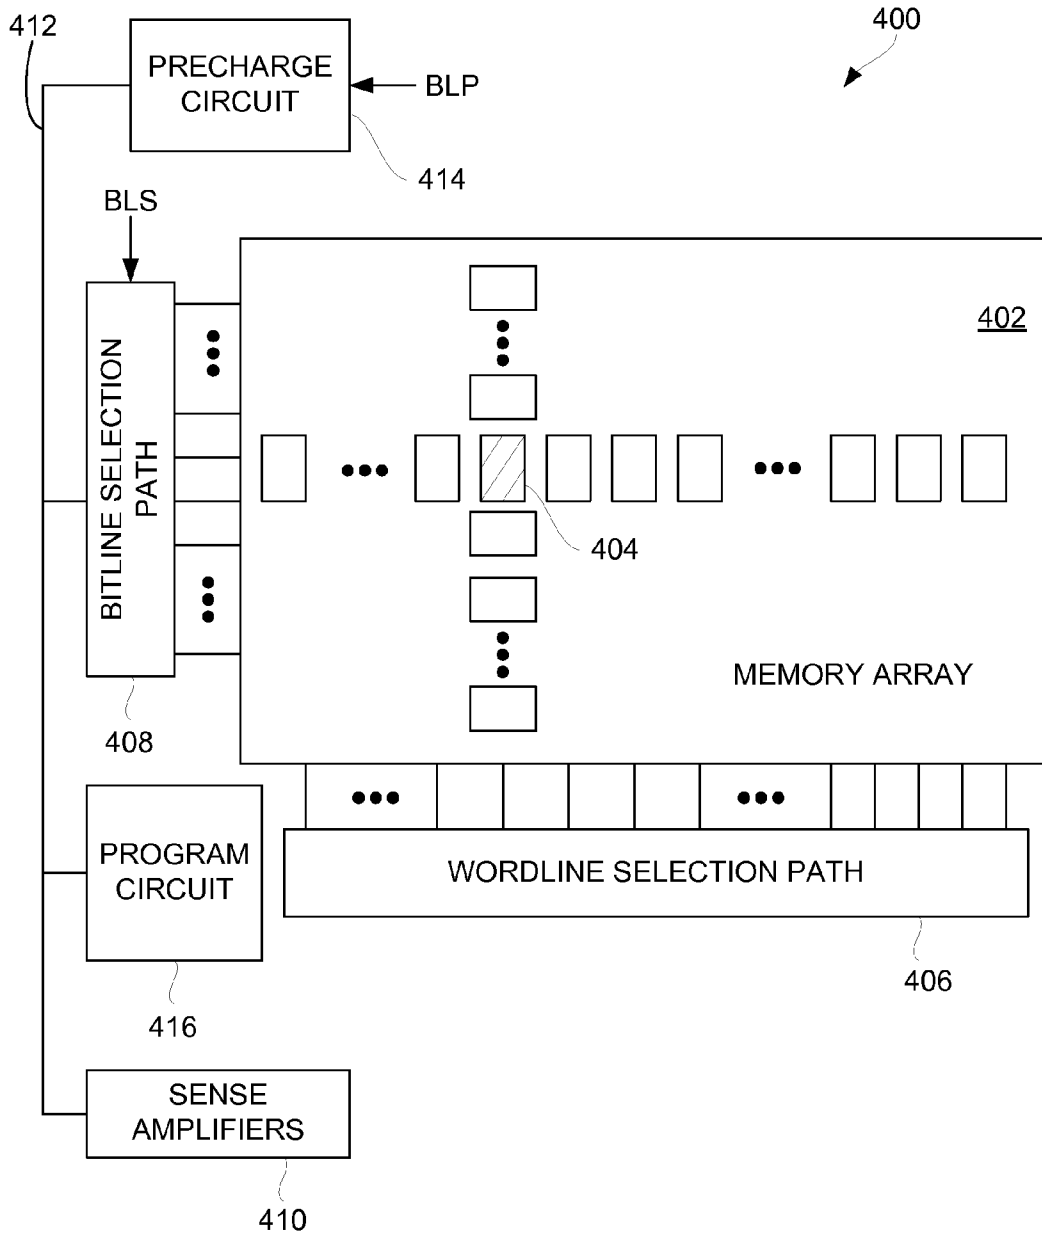 412
400
PRECHARGE
CIRCUIT
BLP
414
BLS
402
BITLINE SELECTION
PATH
404
MEMORY ARRAY
408
PROGRAM
CIRCUIT
WORDLINE SELECTION PATH
406
416
SENSE
AMPLIFIERS
410